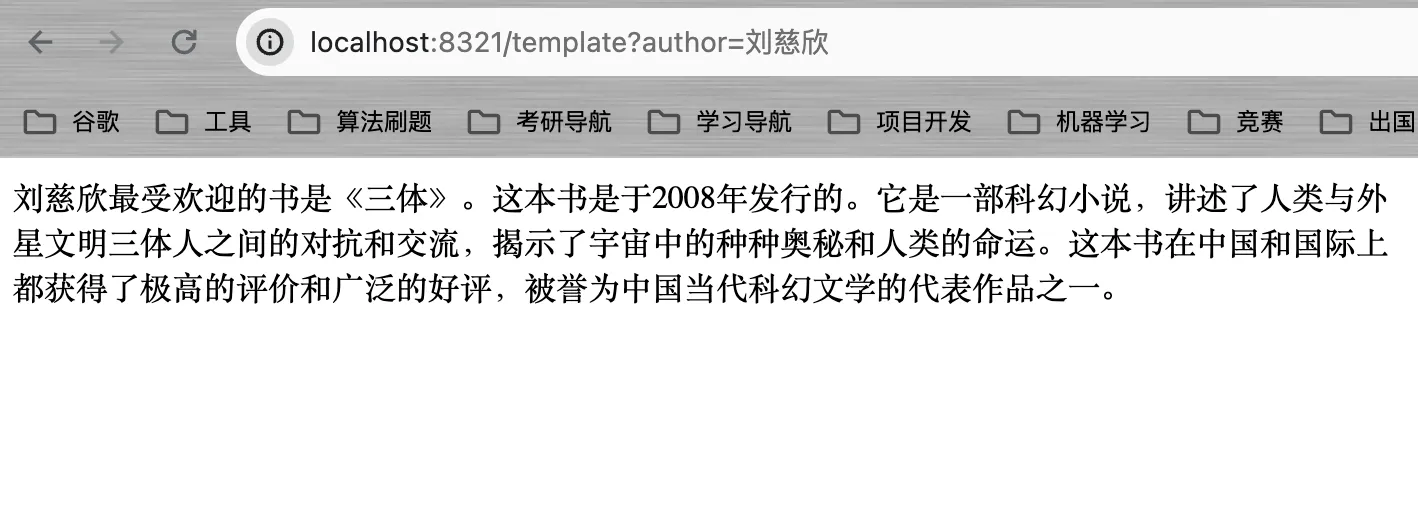 localhost:8321/template?author=刘慈欣
谷歌 工具 算法刷题 考研导航 学习导航 项目开发 机器学习 竞赛 出国
刘慈欣最受欢迎的书是《三体》。这本书是于2008年发行的。它是一部科幻小说，讲述了人类与外
星文明三体人之间的对抗和交流，揭示了宇宙中的种种奥秘和人类的命运。这本书在中国和国际上
都获得了极高的评价和广泛的好评，被誉为中国当代科幻文学的代表作品之一。